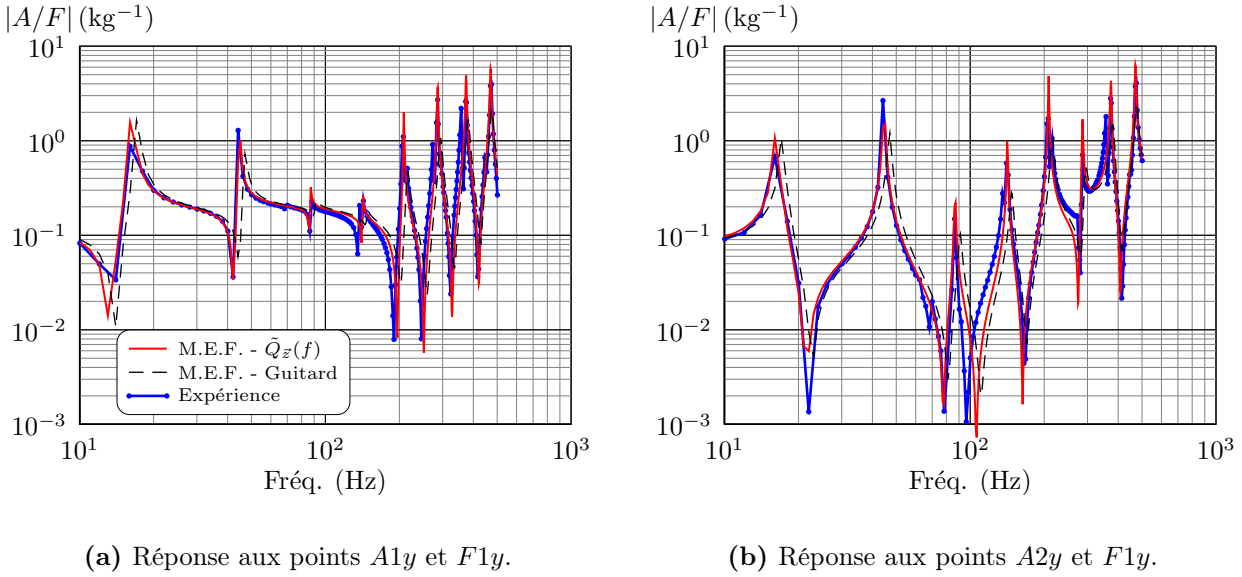 |A/F| (kg⁻¹)
10¹
10⁰
10⁻¹
10⁻²
10⁻³
10¹ 10² 10³
Fréq. (Hz)
M.E.F. - Q̃_z⃗(f)
M.E.F. - Guitard
Expérience
(a) Réponse aux points A1y et F1y.
|A/F| (kg⁻¹)
10¹
10⁰
10⁻¹
10⁻²
10⁻³
10¹ 10² 10³
Fréq. (Hz)
(b) Réponse aux points A2y et F1y.